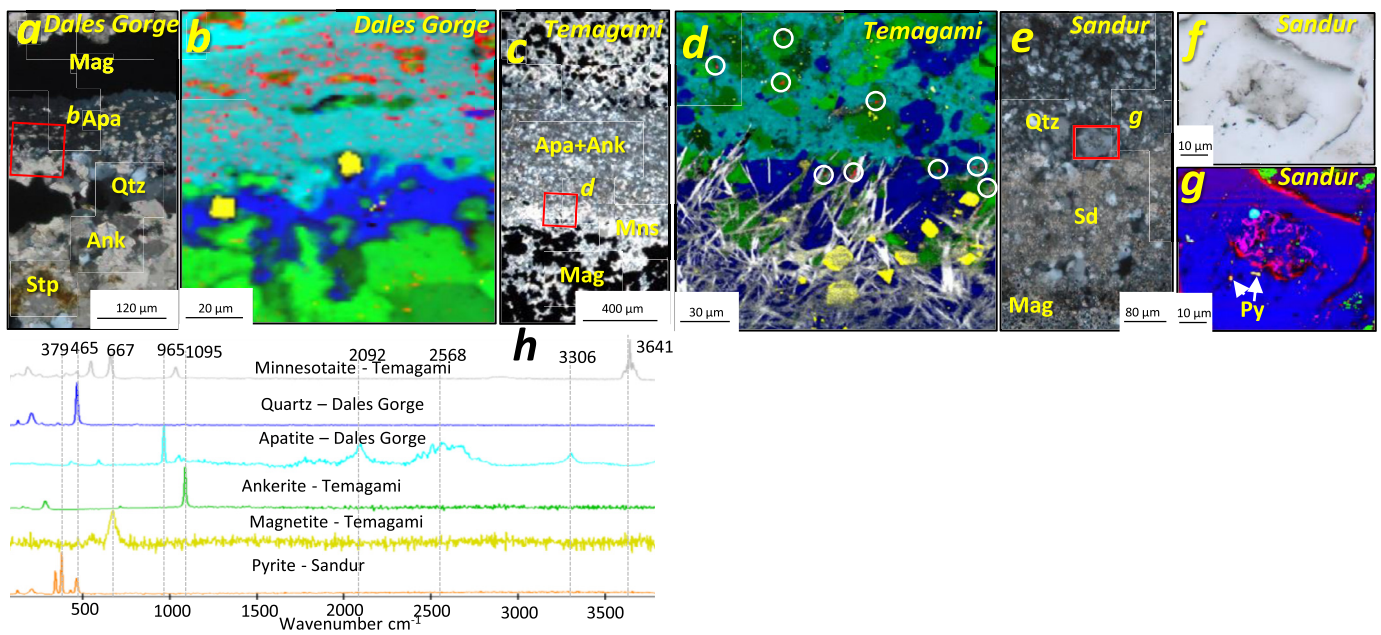 a Dales Gorge
Mag
b Apa
Qtz
Ank
Stp
120 µm
b Dales Gorge
20 µm
c Temagami
Apa+Ank
d
Mns
Mag
400 µm
d Temagami
30 µm
e Sandur
Qtz
g
Sd
Mag
80 µm
f Sandur
10 µm
g Sandur
Py
10 µm
h
379 465 667 965 1095 2092 2568 3306 3641
Minnesotaite - Temagami
Quartz – Dales Gorge
Apatite – Dales Gorge
Ankerite - Temagami
Magnetite - Temagami
Pyrite - Sandur
500 1000 1500 2000 2500 3000 3500
Wavenumber cm-1